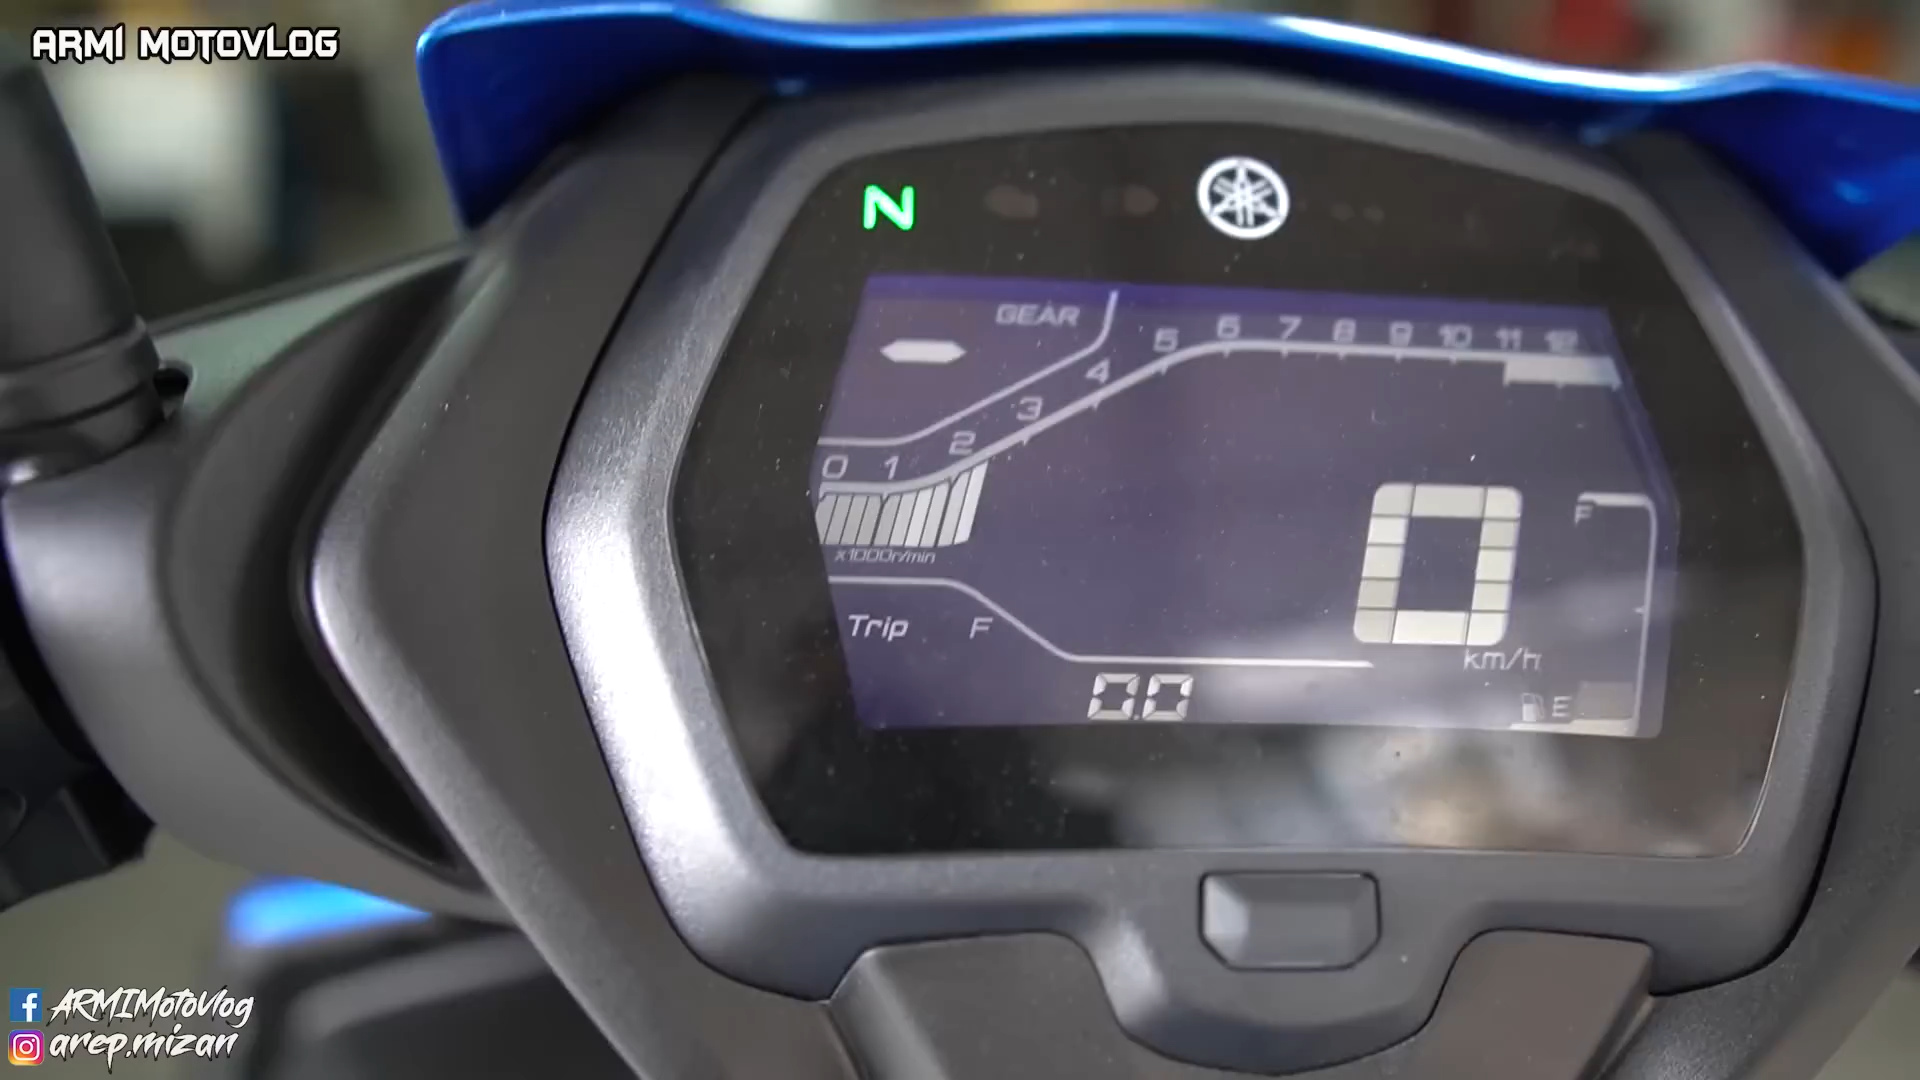 ARMI MOTOVLOG
N
GEAR
0 1 2 3 4 5 6 7 8 9 10 11 12
x1000r/min
0
F
km/h
Trip F
0.0
E
ARMIMotovlog
arep.mizan